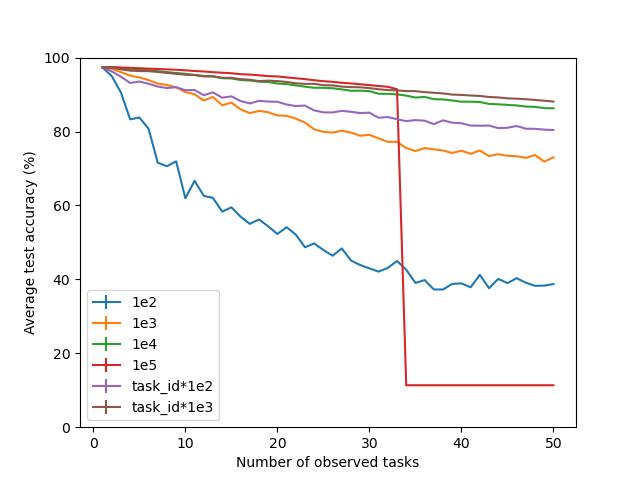 100
80
60
40
20
0
Average test accuracy (%)
1e2
1e3
1e4
1e5
task_id*1e2
task_id*1e3
0 10 20 30 40 50
Number of observed tasks